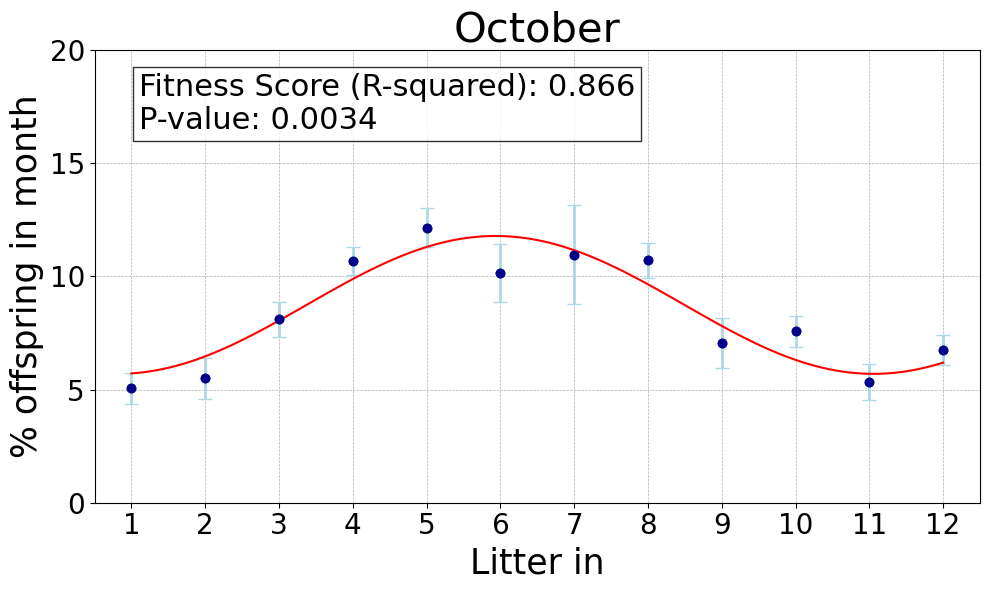 October
Fitness Score (R-squared): 0.866
P-value: 0.0034
% offspring in month
20
15
10
5
0
1 2 3 4 5 6 7 8 9 10 11 12
Litter in